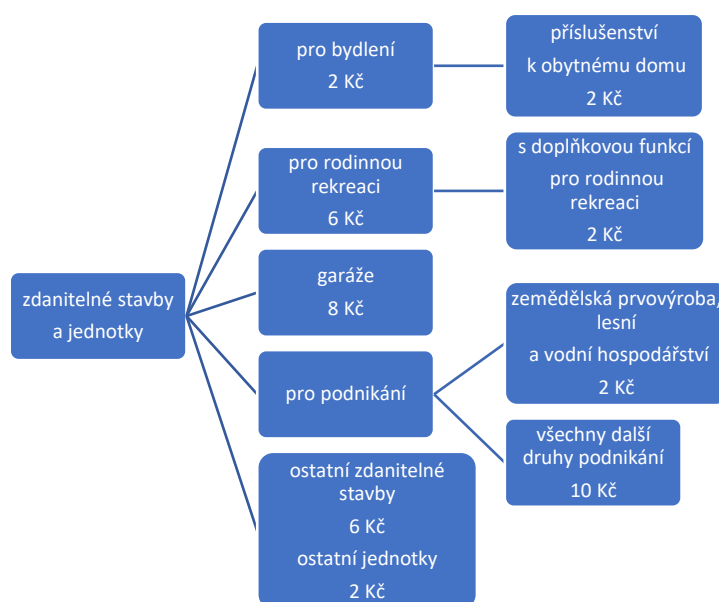 zdanitelné stavby
a jednotky
pro bydlení
2 Kč
příslušenství
k obytnému domu
2 Kč
pro rodinnou
rekreaci
6 Kč
s doplňkovou funkcí
pro rodinnou
rekreaci
2 Kč
garáže
8 Kč
pro podnikání
zemědělská prvovýroba,
lesní
a vodní hospodářství
2 Kč
všechny další
druhy podnikání
10 Kč
ostatní zdanitelné
stavby
6 Kč
ostatní jednotky
2 Kč